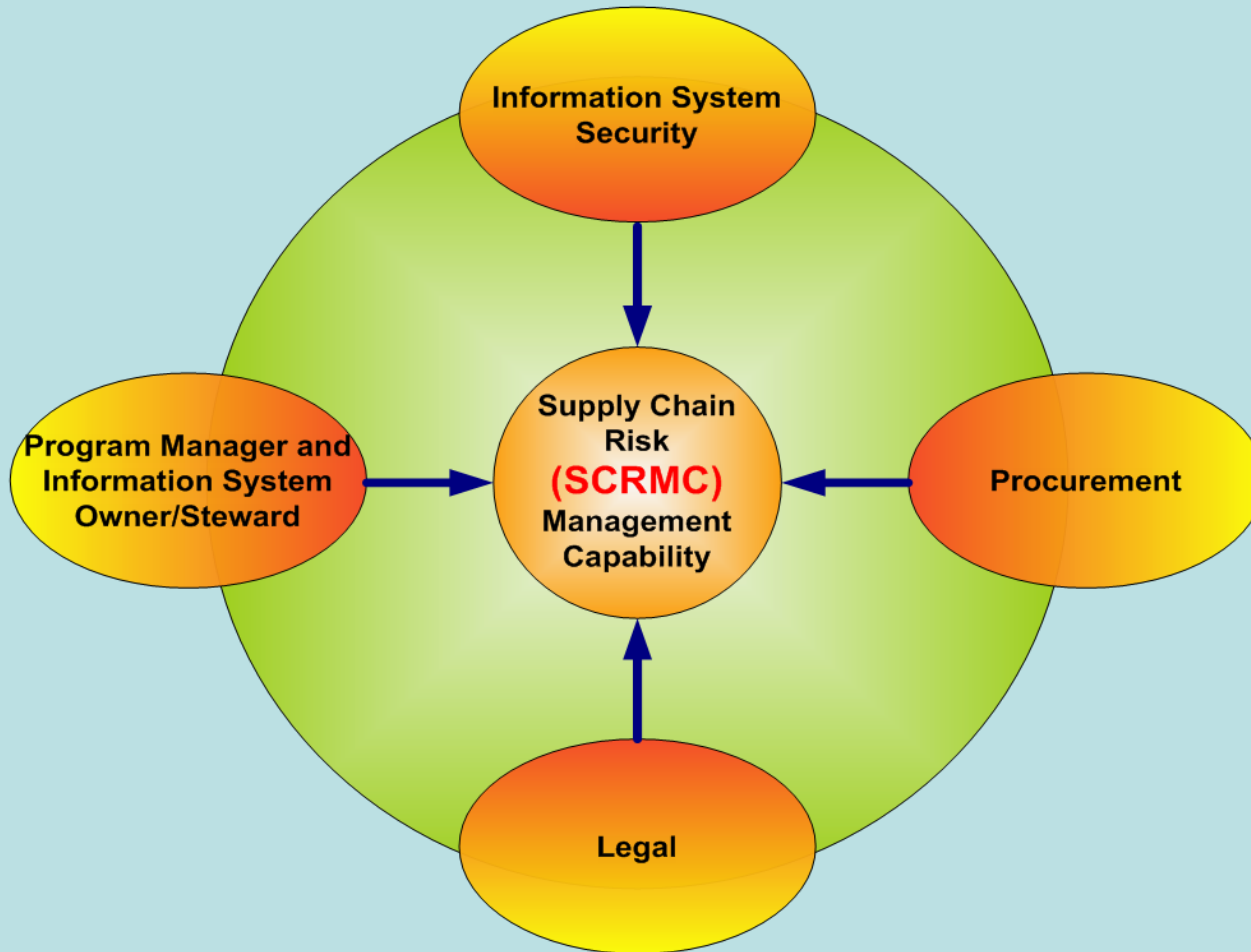 Information System
Security
Program Manager and
Information System
Owner/Steward
Supply Chain
Risk
(SCRMC)
Management
Capability
Procurement
Legal